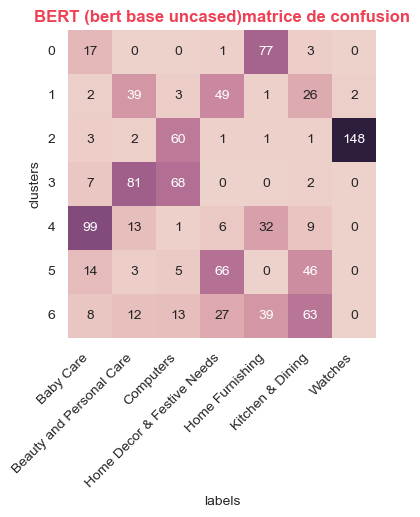 BERT (bert base uncased)matrice de confusion
0 17 0 0 1 77 3 0
1 2 39 3 49 1 26 2
2 3 2 60 1 1 1 148
3 7 81 68 0 0 2 0
4 99 13 1 6 32 9 0
5 14 3 5 66 0 46 0
6 8 12 13 27 39 63 0
clusters
Baby Care
Beauty and Personal Care
Computers
Home Decor & Festive Needs
Home Furnishing
Kitchen & Dining
Watches
labels